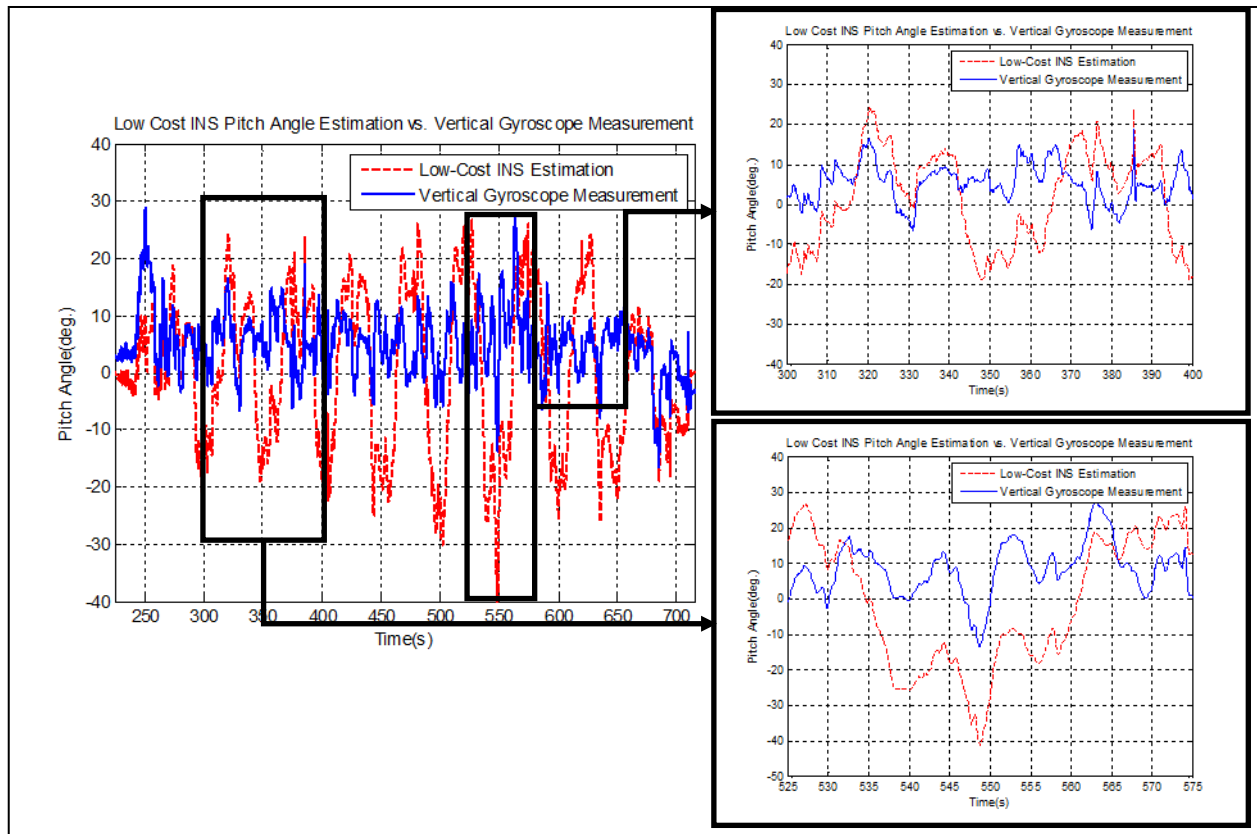 Low Cost INS Pitch Angle Estimation vs. Vertical Gyroscope Measurement
Low-Cost INS Estimation
Vertical Gyroscope Measurement
Pitch Angle(deg.)
40
30
20
10
0
-10
-20
-30
-40
250 300 350 400 450 500 550 600 650 700
Time(s)
Low Cost INS Pitch Angle Estimation vs. Vertical Gyroscope Measurement
Low-Cost INS Estimation
Vertical Gyroscope Measurement
Pitch Angle(deg.)
40
30
20
10
0
-10
-20
-30
-40
300 310 320 330 340 350 360 370 380 390 400
Time(s)
Low Cost INS Pitch Angle Estimation vs. Vertical Gyroscope Measurement
Low-Cost INS Estimation
Vertical Gyroscope Measurement
Pitch Angle(deg.)
40
30
20
10
0
-10
-20
-30
-40
-50
525 530 535 540 545 550 555 560 565 570 575
Time(s)